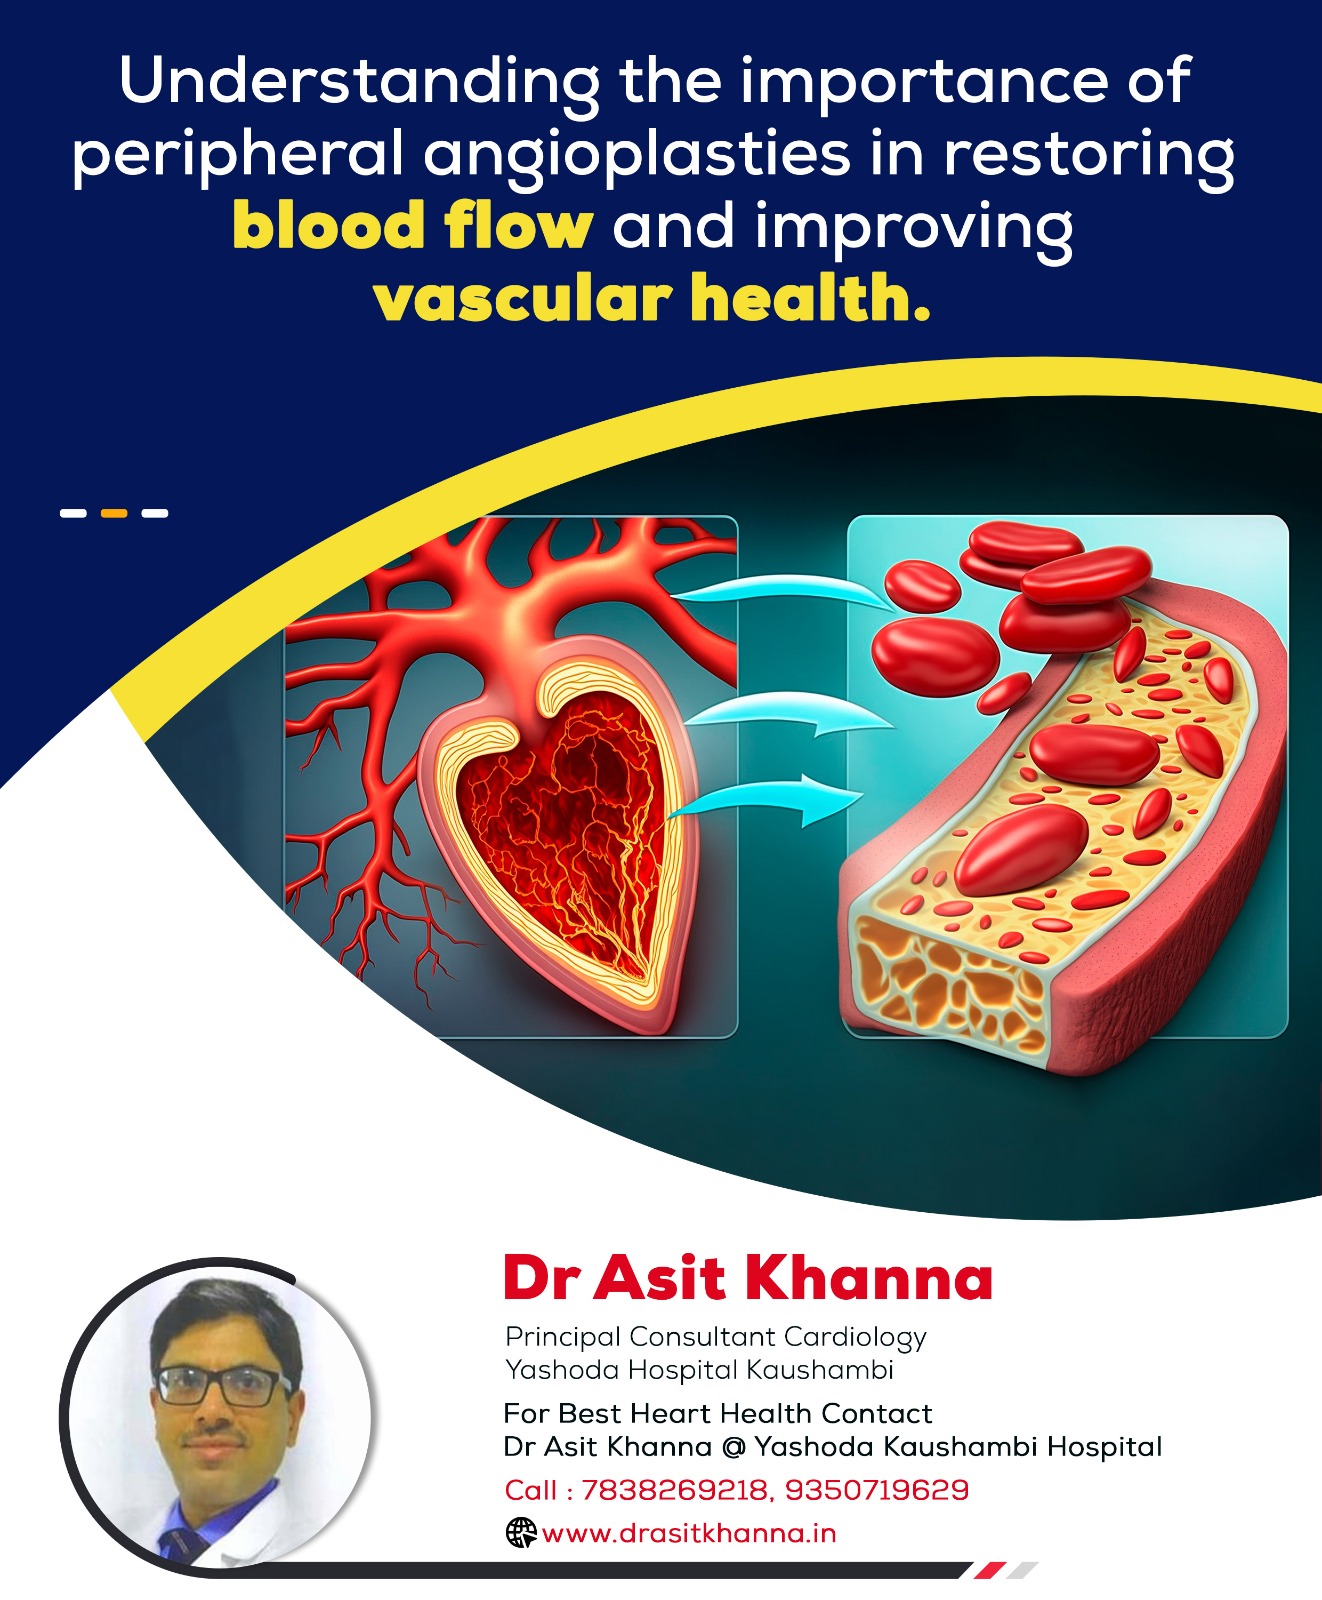 Understanding the importance of
peripheral angioplasties in restoring
blood flow and improving
vascular health.
Dr Asit Khanna
Principal Consultant Cardiology
Yashoda Hospital Kaushambi
For Best Heart Health Contact
Dr Asit Khanna @ Yashoda Kaushambi Hospital
Call : 7838269218, 9350719629
www.drasitkhanna.in